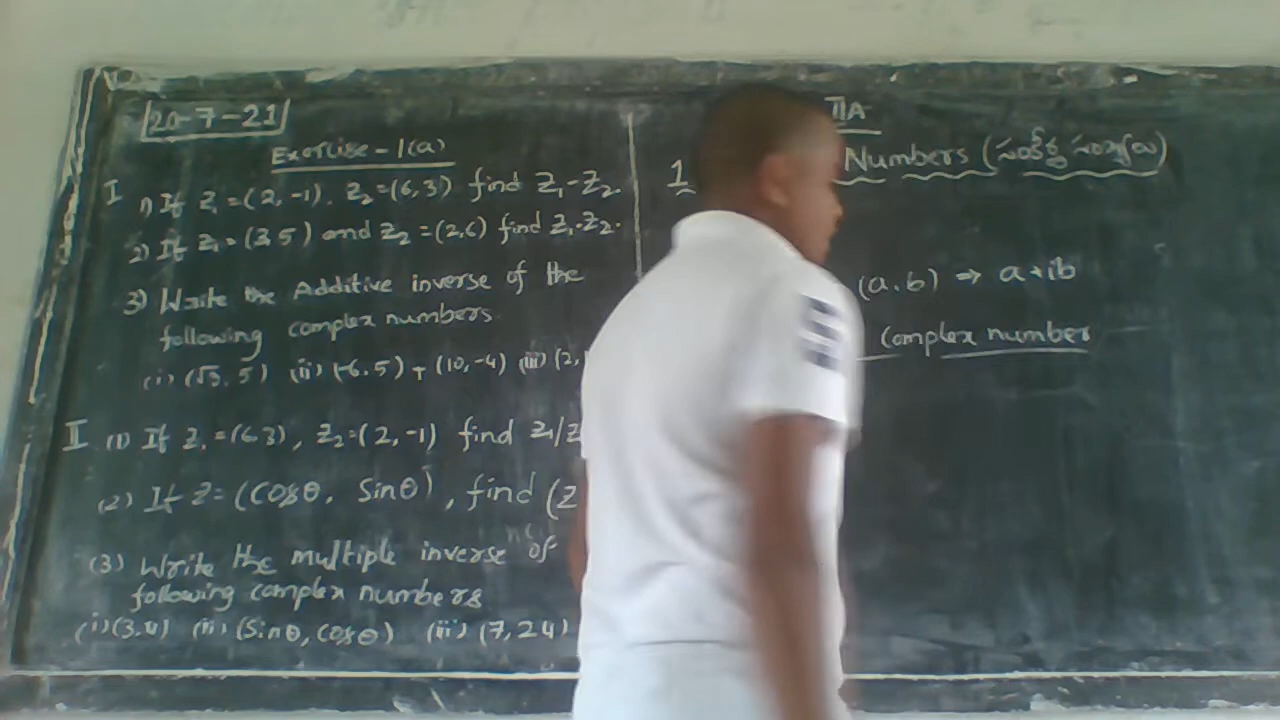 20-7-21
Exercise - 1(a)
I 1) If Z₁=(2,-1), Z₂=(6,3) find Z₁-Z₂
2) If Z₁=(3 5) and Z₂=(2,6) find Z₁.Z₂.
3) Write the Additive inverse of the
following complex numbers
(i) (√3, 5) (ii) (-6.5) + (10,-4) (iii) (2,
II (1) If Z₁=(6 3), Z₂=(2,-1) find Z₁/Z
(2) If Z=(Cosθ, Sinθ), find (Z
(3) Write the multiple inverse of
following complex numbers
(i) (3,4) (ii) (Sinθ, Cosθ) (iii) (7,24)
IIA
1 Numbers (సంకీర్ణ సంఖ్యలు)
(a.b) ⇒ a+ib
complex number